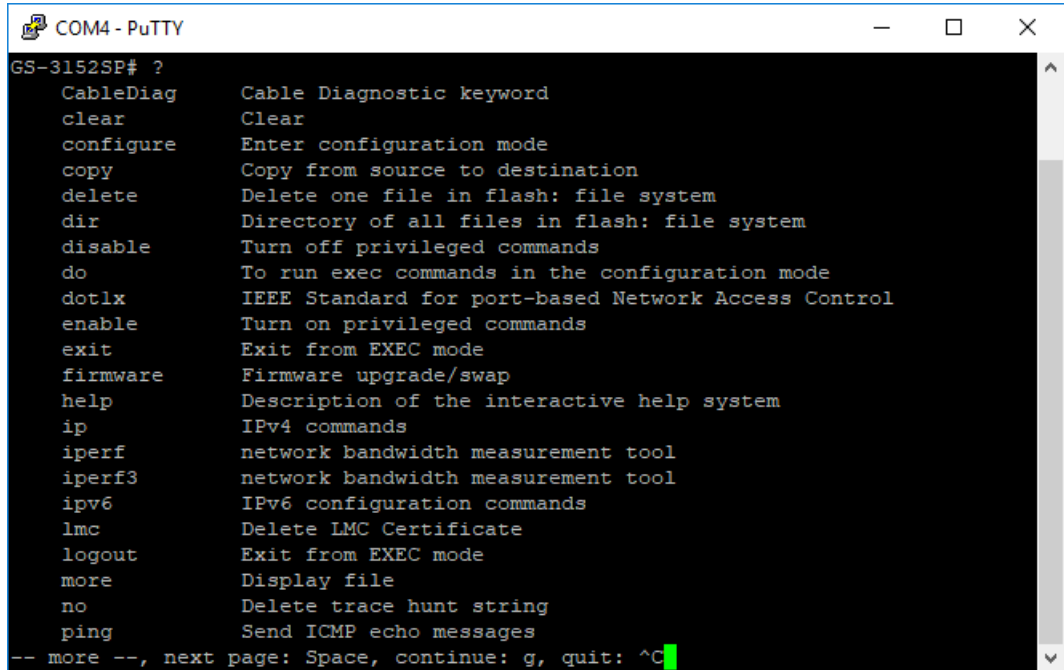 COM4 - PuTTY
GS-3152SP# ?
CableDiag Cable Diagnostic keyword
clear Clear
configure Enter configuration mode
copy Copy from source to destination
delete Delete one file in flash: file system
dir Directory of all files in flash: file system
disable Turn off privileged commands
do To run exec commands in the configuration mode
dot1x IEEE Standard for port-based Network Access Control
enable Turn on privileged commands
exit Exit from EXEC mode
firmware Firmware upgrade/swap
help Description of the interactive help system
ip IPv4 commands
iperf network bandwidth measurement tool
iperf3 network bandwidth measurement tool
ipv6 IPv6 configuration commands
lmc Delete LMC Certificate
logout Exit from EXEC mode
more Display file
no Delete trace hunt string
ping Send ICMP echo messages
-- more --, next page: Space, continue: g, quit: ^C